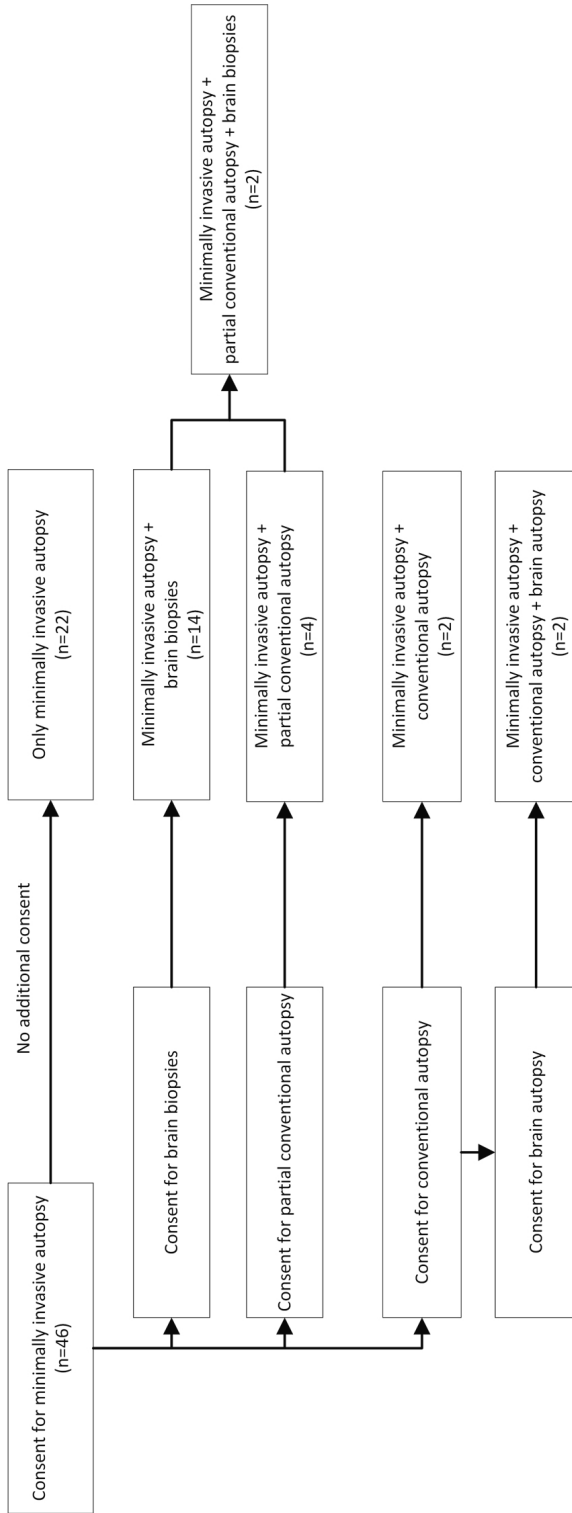 Consent for minimally invasive autopsy
(n=46)
No additional consent
Only minimally invasive autopsy
(n=22)
Consent for brain biopsies
Minimally invasive autopsy +
brain biopsies
(n=14)
Consent for partial conventional autopsy
Minimally invasive autopsy +
partial conventional autopsy
(n=4)
Minimally invasive autopsy +
partial conventional autopsy + brain biopsies
(n=2)
Consent for conventional autopsy
Minimally invasive autopsy +
conventional autopsy
(n=2)
Consent for brain autopsy
Minimally invasive autopsy +
conventional autopsy + brain autopsy
(n=2)